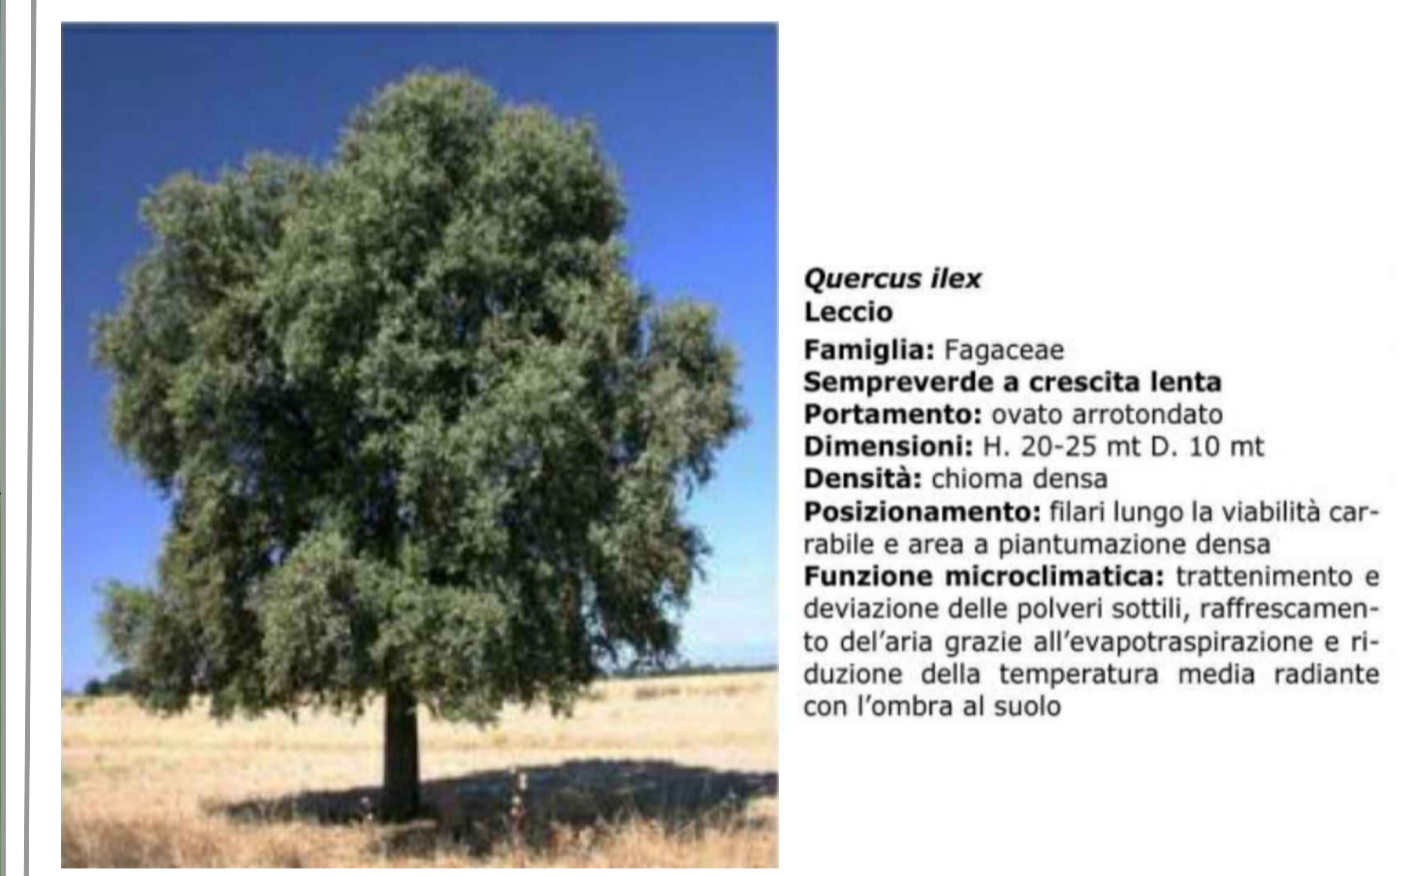 Quercus ilex
Leccio
Famiglia: Fagaceae
Sempreverde a crescita lenta
Portamento: ovato arrotondato
Dimensioni: H. 20-25 mt D. 10 mt
Densità: chioma densa
Posizionamento: filari lungo la viabilità car-
rabile e area a piantumazione densa
Funzione microclimatica: trattenimento e
deviazione delle polveri sottili, raffrescamen-
to del’aria grazie all’evapotraspirazione e ri-
duzione della temperatura media radiante
con l’ombra al suolo